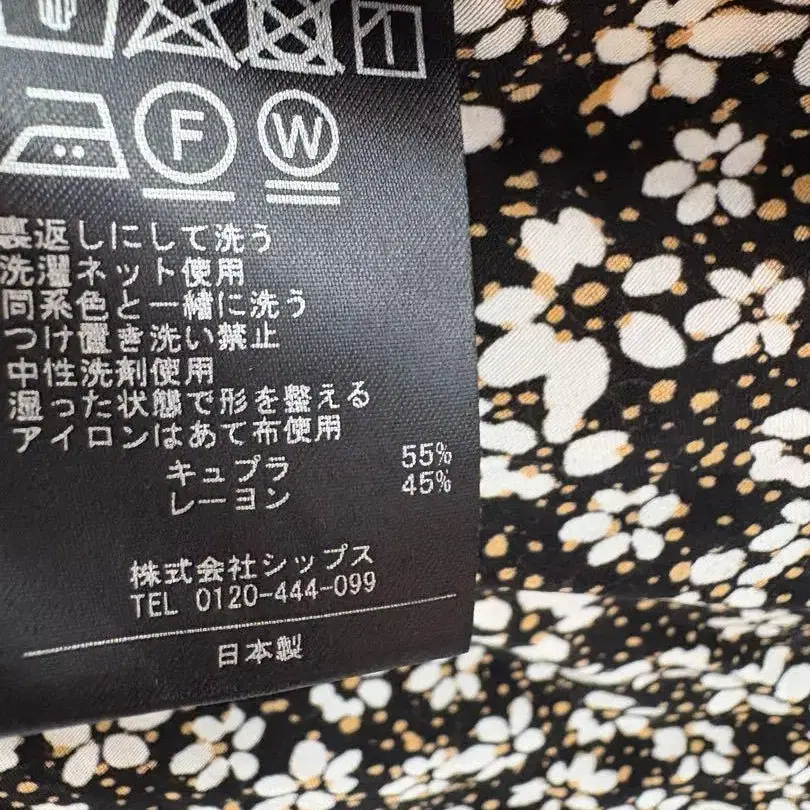 F W
裏返しにして洗う
洗濯ネット使用
同系色と一緒に洗う
つけ置き洗い禁止
中性洗剤使用
湿った状態で形を整える
アイロンはあて布使用
キュプラ 55%
レーヨン 45%
株式会社シップス
TEL 0120-444-099
日本製